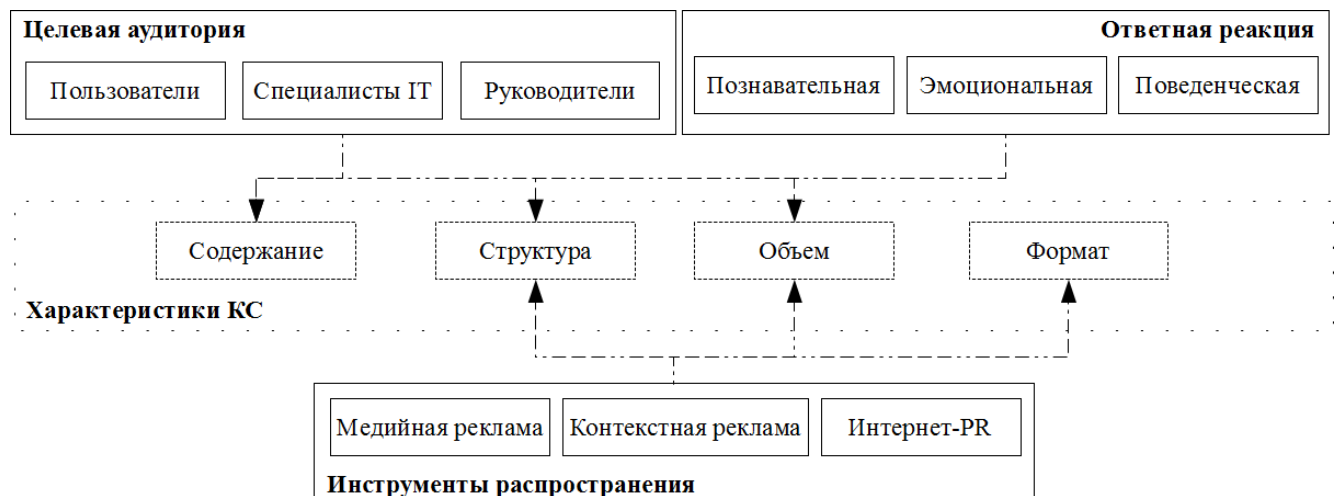 Целевая аудитория
Ответная реакция
Пользователи
Специалисты IT
Руководители
Познавательная
Эмоциональная
Поведенческая
Содержание
Структура
Объем
Формат
Характеристики КС
Медийная реклама
Контекстная реклама
Интернет-PR
Инструменты распространения